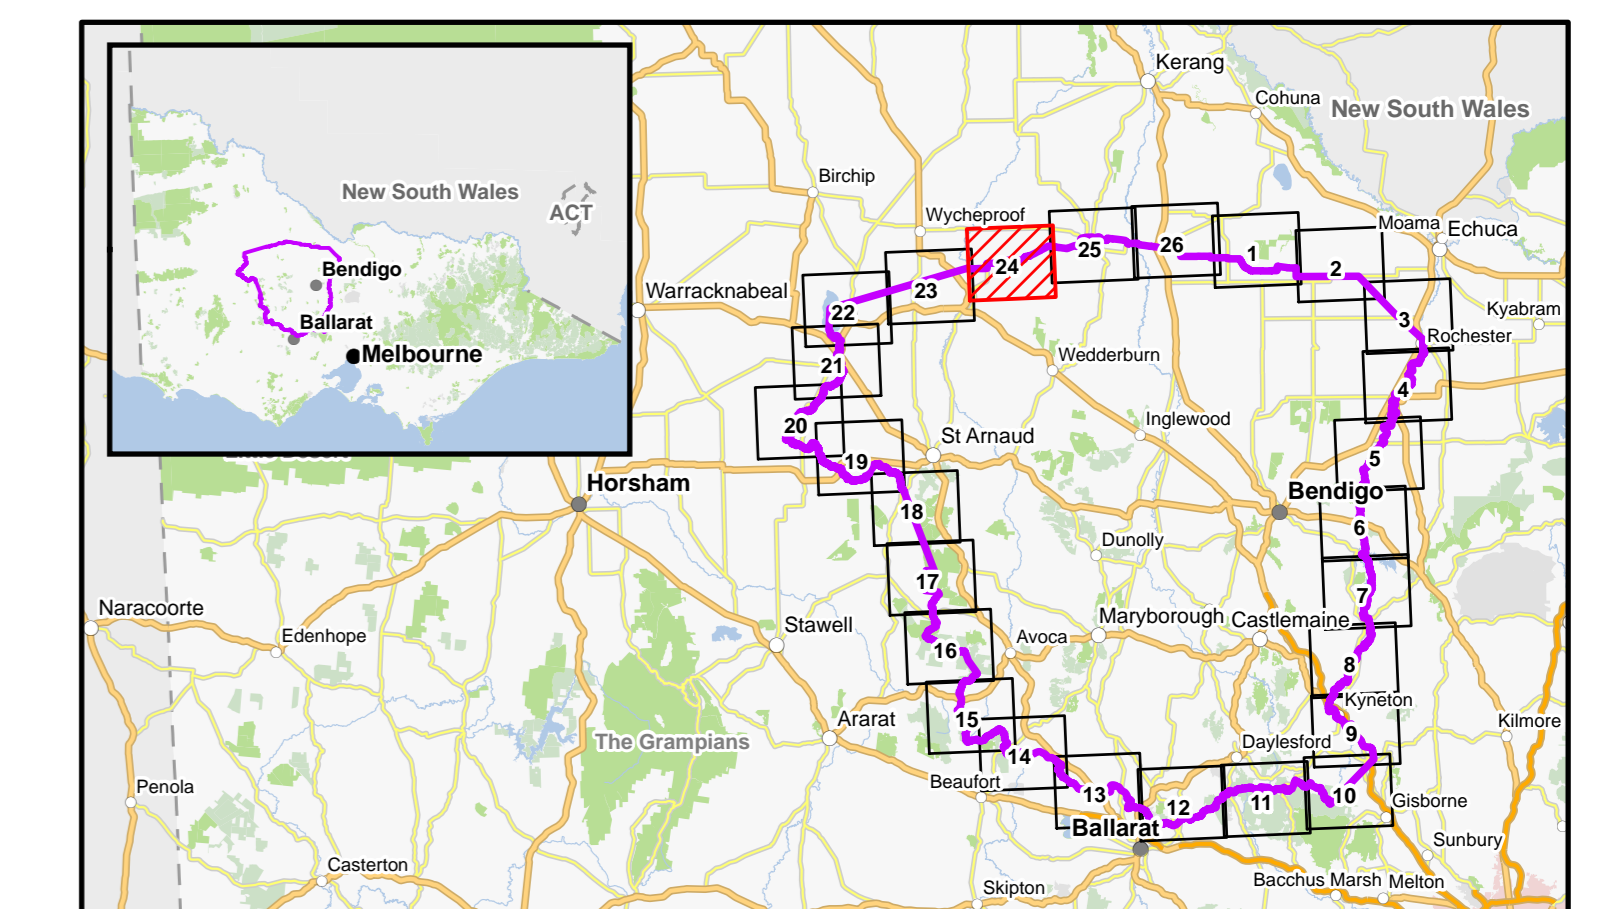 Kerang
Cohuna
New South Wales
New South Wales
ACT
Birchip
Wycheproof
Moama
Echuca
Bendigo
Ballarat
Melbourne
Warracknabeal
22
23
24
25
26
1
2
3
Kyabram
Rochester
21
Wedderburn
4
20
Inglewood
19
St Arnaud
5
Horsham
Bendigo
18
6
Dunolly
17
7
Naracoorte
Edenhope
Stawell
Avoca
Maryborough
Castlemaine
16
8
Kyneton
15
Ararat
The Grampians
14
9
Kilmore
Daylesford
Beaufort
Penola
13
12
11
10
Gisborne
Ballarat
Sunbury
Casterton
Skipton
Bacchus Marsh
Melton